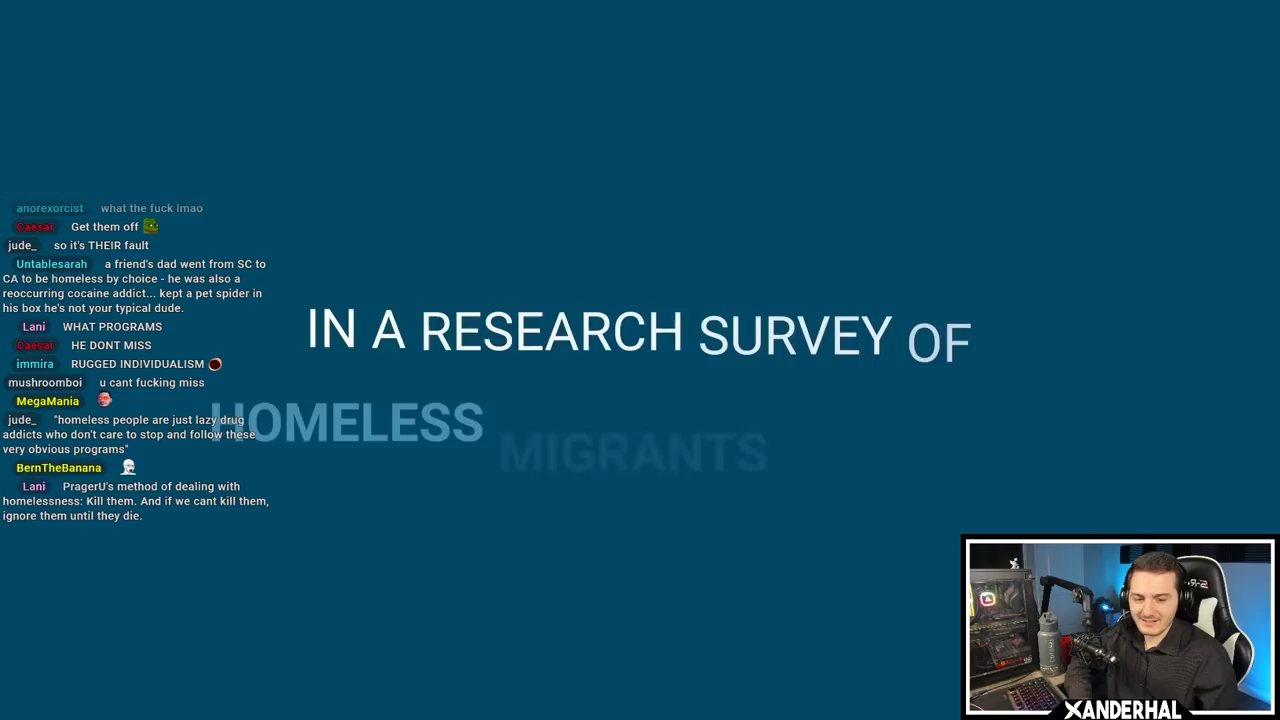 anorexorcist what the fuck lmao
Caesar Get them off
jude_ so it's THEIR fault
Untablesarah a friend's dad went from SC to
CA to be homeless by choice - he was also a
reoccurring cocaine addict... kept a pet spider in
his box he's not your typical dude.
Lani WHAT PROGRAMS
Caesar HE DONT MISS
immira RUGGED INDIVIDUALISM
mushroomboi u cant fucking miss
MegaMania
jude_ "homeless people are just lazy drug
addicts who don't care to stop and follow these
very obvious programs"
BernTheBanana
Lani PragerU's method of dealing with
homelessness: Kill them. And if we cant kill them,
ignore them until they die.
IN A RESEARCH SURVEY OF
HOMELESS MIGRANTS
XANDERHAL